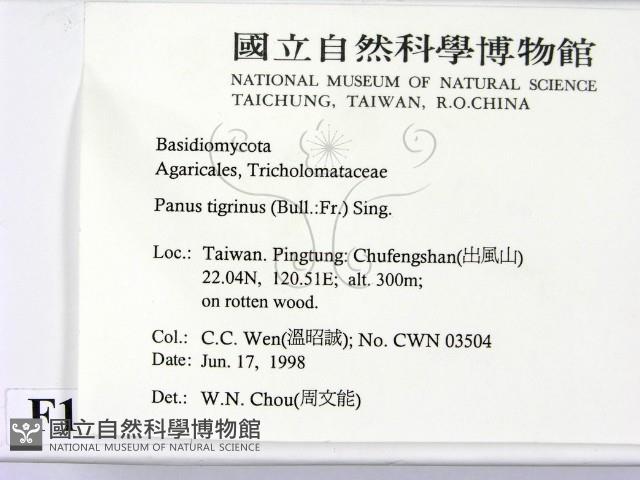 國立自然科學博物館
NATIONAL MUSEUM OF NATURAL SCIENCE
TAICHUNG, TAIWAN, R.O.CHINA
Basidiomycota
Agaricales, Tricholomataceae
Panus tigrinus (Bull.:Fr.) Sing.
Loc.: Taiwan. Pingtung: Chufengshan(出風山)
22.04N, 120.51E; alt. 300m;
on rotten wood.
Col.: C.C. Wen(溫昭誠); No. CWN 03504
Date: Jun. 17, 1998
Det.: W.N. Chou(周文能)
F1
國立自然科學博物館
NATIONAL MUSEUM OF NATURAL SCIENCE